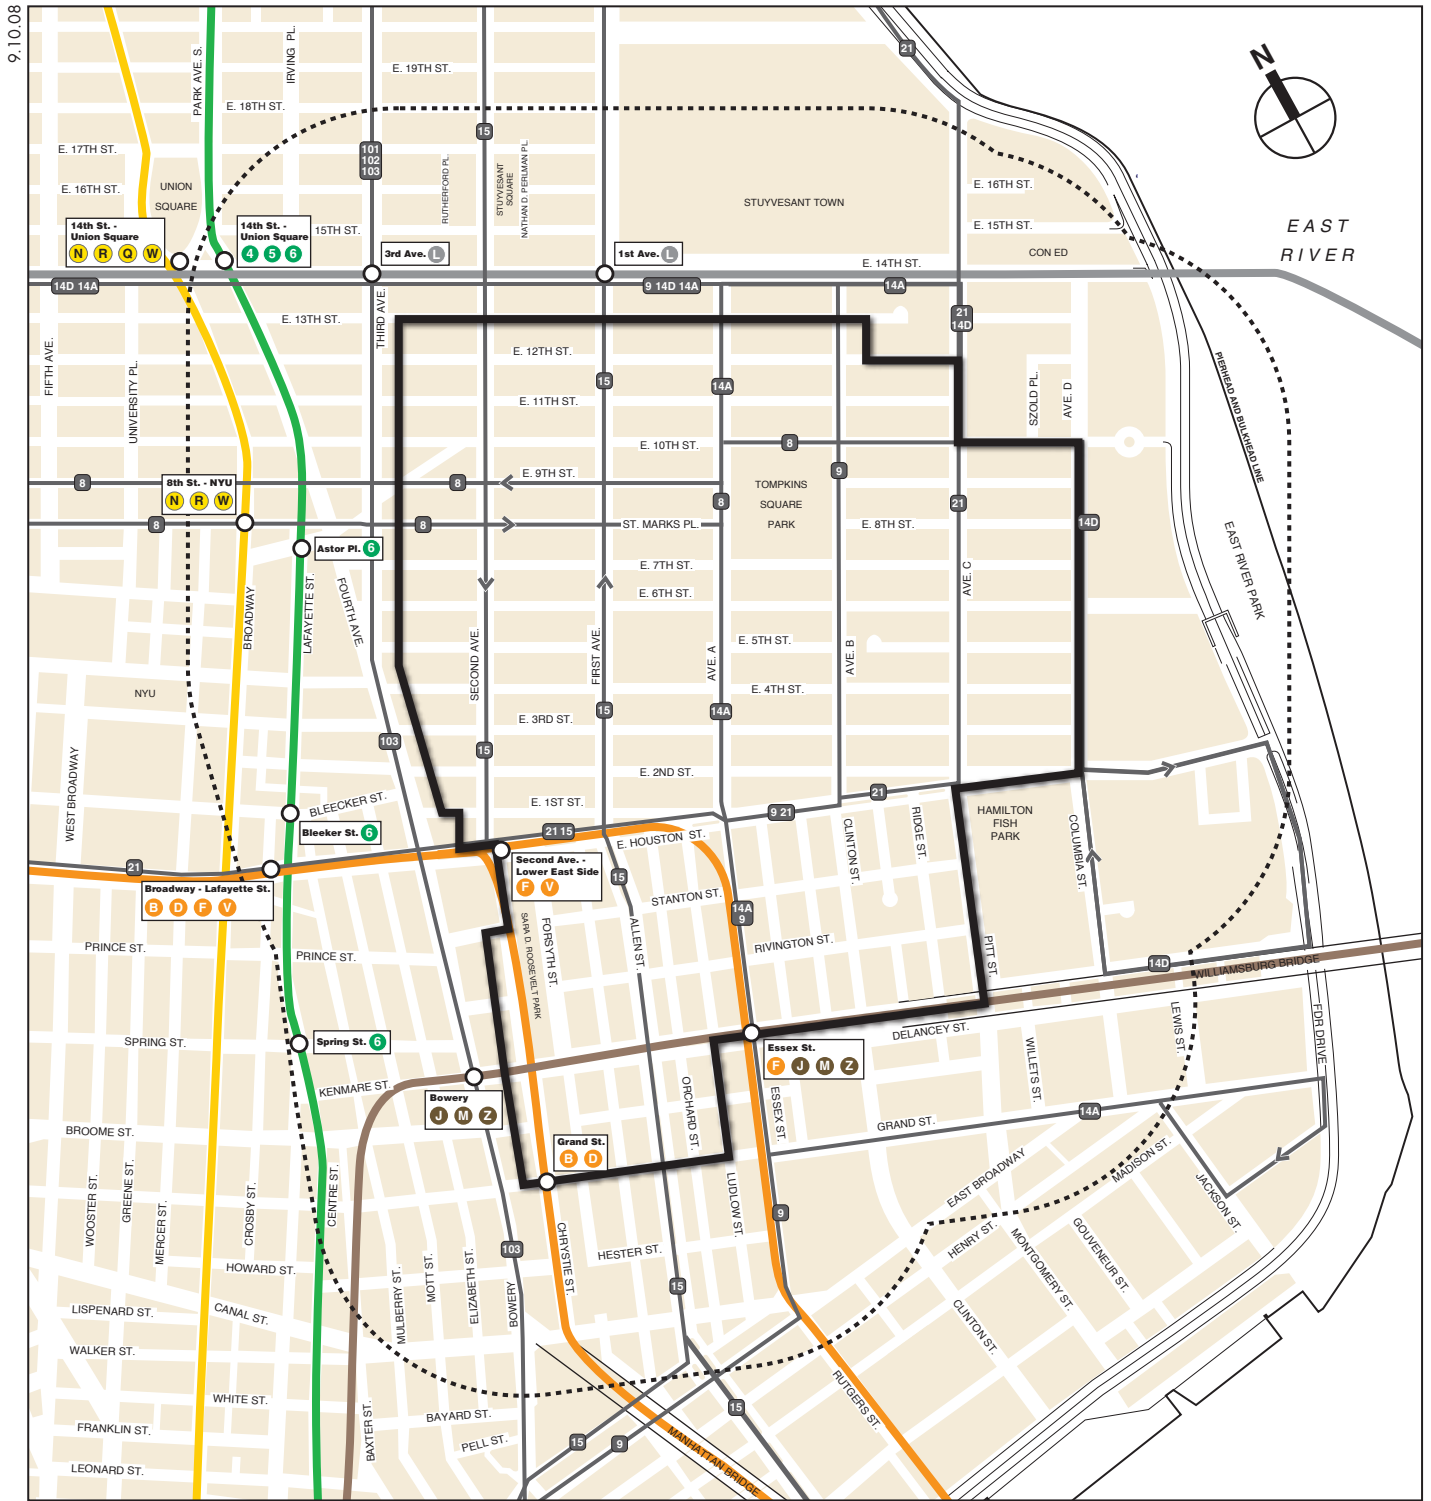 9.10.08
N
21
PARK AVE. S.
IRVING PL.
E. 19TH ST.
E. 18TH ST.
E. 17TH ST.
E. 16TH ST.
UNION
SQUARE
101
102
103
15
RUTHERFORD PL.
STUYVESANT
SQUARE
NATHAN D. PERLMAN PL.
STUYVESANT TOWN
E. 16TH ST.
E. 15TH ST.
CON ED
EAST
RIVER
14th St. -
Union Square
N R Q W
14th St. -
Union Square
4 5 6
15TH ST.
3rd Ave. L
1st Ave. L
E. 14TH ST.
14D 14A
9 14D 14A
14A
21
14D
E. 13TH ST.
THIRD AVE.
FIFTH AVE.
UNIVERSITY PL.
E. 12TH ST.
15
14A
E. 11TH ST.
SZOLD PL.
AVE. D
PIERHEAD AND BULKHEAD LINE
E. 10TH ST.
8
E. 9TH ST.
9
8
8
8th St. - NYU
N R W
TOMPKINS
SQUARE
PARK
8
21
14D
8
8
ST. MARKS PL.
E. 8TH ST.
Astor Pl. 6
E. 7TH ST.
E. 6TH ST.
AVE. C
EAST RIVER PARK
BROADWAY
LAFAYETTE ST.
FOURTH AVE.
SECOND AVE.
FIRST AVE.
AVE. A
E. 5TH ST.
AVE. B
NYU
E. 4TH ST.
15
14A
E. 3RD ST.
103
15
E. 2ND ST.
WEST BROADWAY
BLEECKER ST.
E. 1ST ST.
21
9 21
HAMILTON
FISH
PARK
Bleeker St. 6
21 15
E. HOUSTON ST.
CLINTON ST.
RIDGE ST.
COLUMBIA ST.
21
Second Ave. -
Lower East Side
F V
15
Broadway - Lafayette St.
B D F V
STANTON ST.
14A
9
SARA D. ROOSEVELT PARK
FORSYTH ST.
ALLEN ST.
RIVINGTON ST.
PITT ST.
PRINCE ST.
PRINCE ST.
14D
WILLIAMSBURG BRIDGE
SPRING ST.
Spring St. 6
DELANCEY ST.
LEWIS ST.
FDR DRIVE
Essex St.
F J M Z
WILLETS ST.
KENMARE ST.
Bowery
J M Z
ORCHARD ST.
ESSEX ST.
14A
GRAND ST.
BROOME ST.
Grand St.
B D
EAST BROADWAY
MADISON ST.
JACKSON ST.
WOOSTER ST.
GREENE ST.
MERCER ST.
CROSBY ST.
CENTRE ST.
LUDLOW ST.
9
HENRY ST.
MONTGOMERY ST.
GOUVENEUR ST.
CHRYSTIE ST.
103
HESTER ST.
HOWARD ST.
MULBERRY ST.
MOTT ST.
ELIZABETH ST.
BOWERY
15
CLINTON ST.
LISPENARD ST.
CANAL ST.
WALKER ST.
WHITE ST.
RUTGERS ST.
15
BAXTER ST.
BAYARD ST.
FRANKLIN ST.
PELL ST.
15
9
MANHATTAN BRIDGE
LEONARD ST.